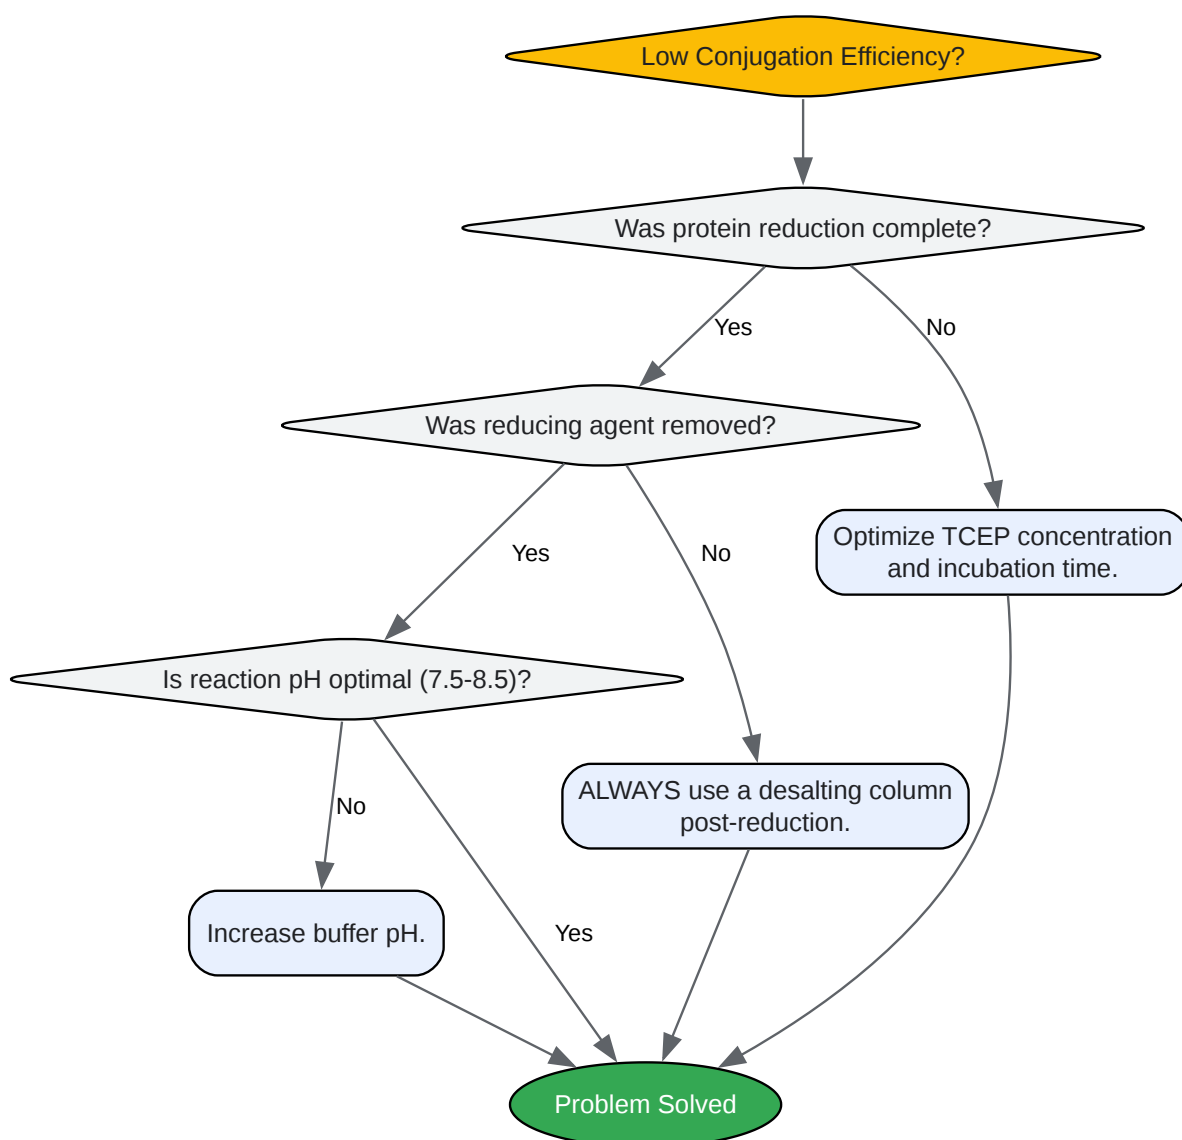 Low Conjugation Efficiency?
Was protein reduction complete?
Yes
No
Was reducing agent removed?
Yes
No
Optimize TCEP concentration
and incubation time.
Is reaction pH optimal (7.5-8.5)?
No
Yes
ALWAYS use a desalting column
post-reduction.
Increase buffer pH.
Problem Solved